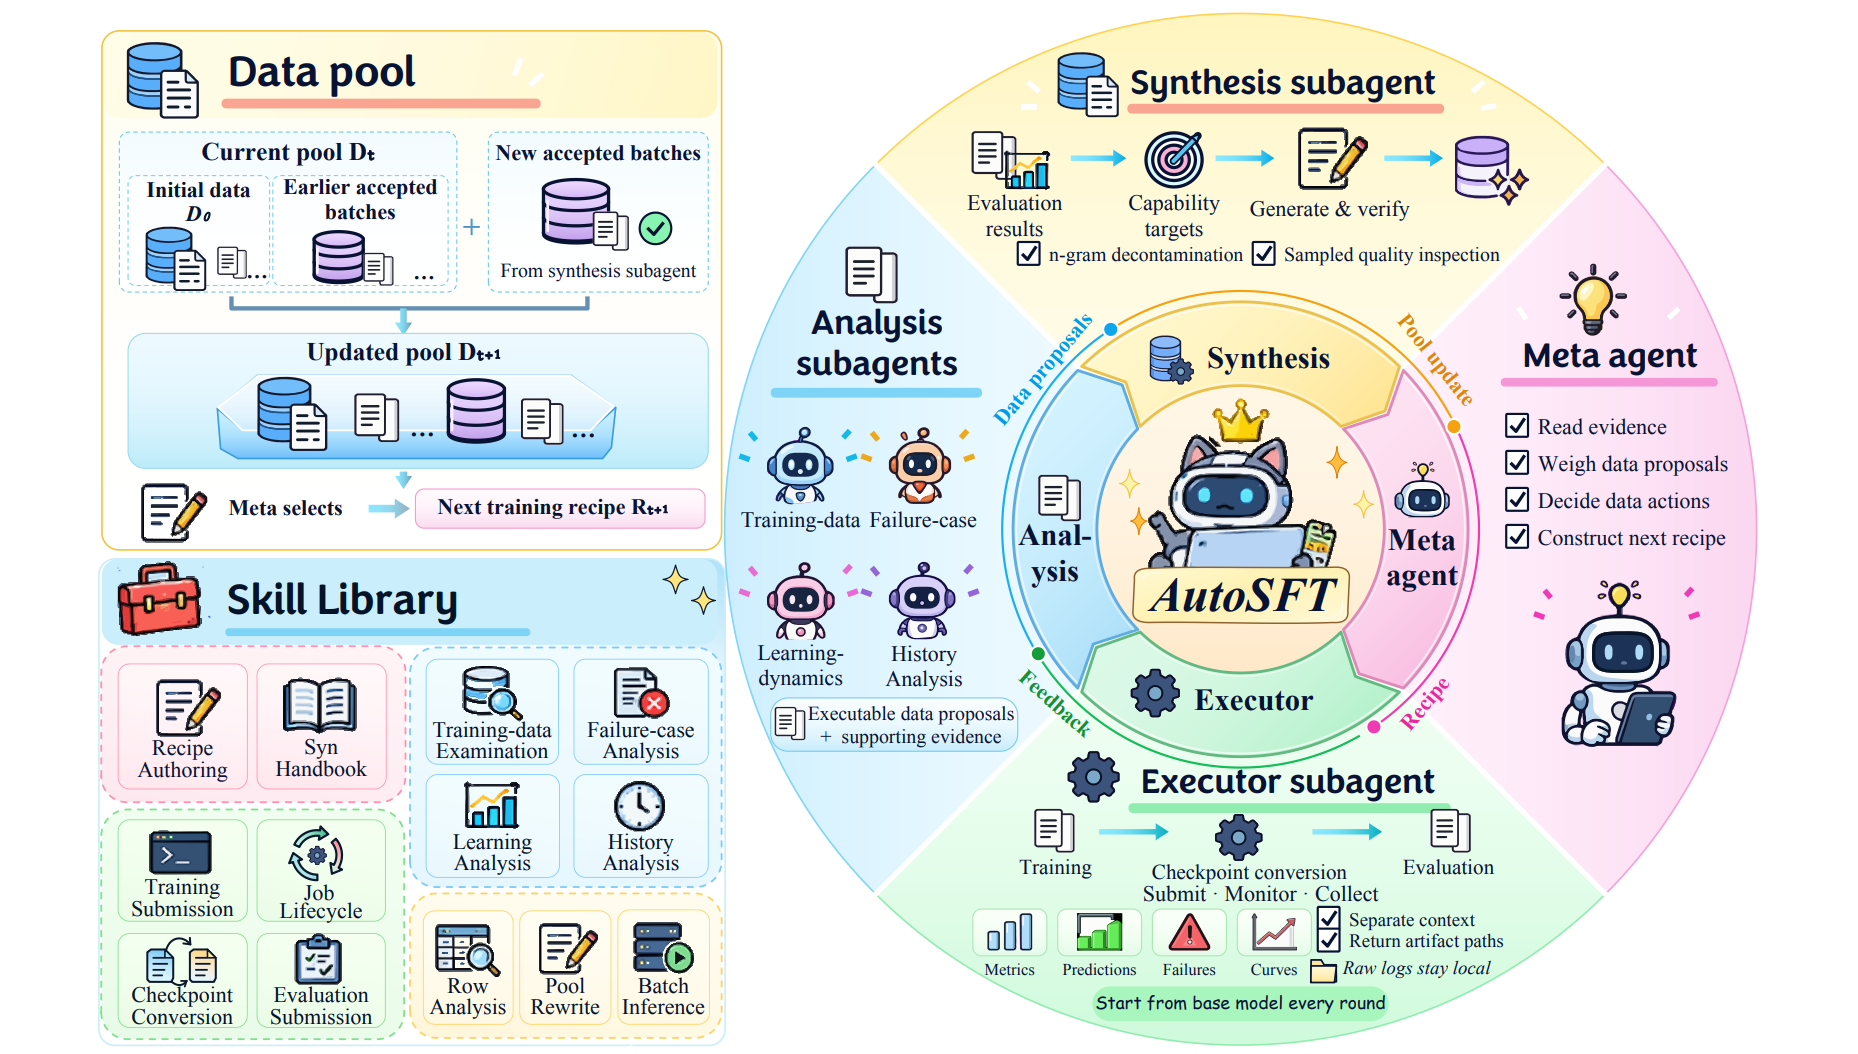 Data pool
Current pool Dt
Initial data
D0
...
Earlier accepted
batches
...
+
New accepted batches
From synthesis subagent
Updated pool Dt+1
...
...
Meta selects
Next training recipe Rt+1
Skill Library
Recipe
Authoring
Syn
Handbook
Training-data
Examination
Failure-case
Analysis
Learning
Analysis
History
Analysis
Training
Submission
Job
Lifecycle
Checkpoint
Conversion
Evaluation
Submission
Row
Analysis
Pool
Rewrite
Batch
Inference
Synthesis subagent
Evaluation
results
Capability
targets
Generate & verify
n-gram decontamination
Sampled quality inspection
Analysis
subagents
Training-data
Failure-case
Learning-
dynamics
History
Analysis
Executable data proposals
+ supporting evidence
Data proposals
Pool update
Feedback
Recipe
Synthesis
Anal-
ysis
Meta
agent
Executor
AutoSFT
Meta agent
Read evidence
Weigh data proposals
Decide data actions
Construct next recipe
Executor subagent
Training
Checkpoint conversion
Submit · Monitor · Collect
Evaluation
Metrics
Predictions
Failures
Curves
Separate context
Return artifact paths
Raw logs stay local
Start from base model every round